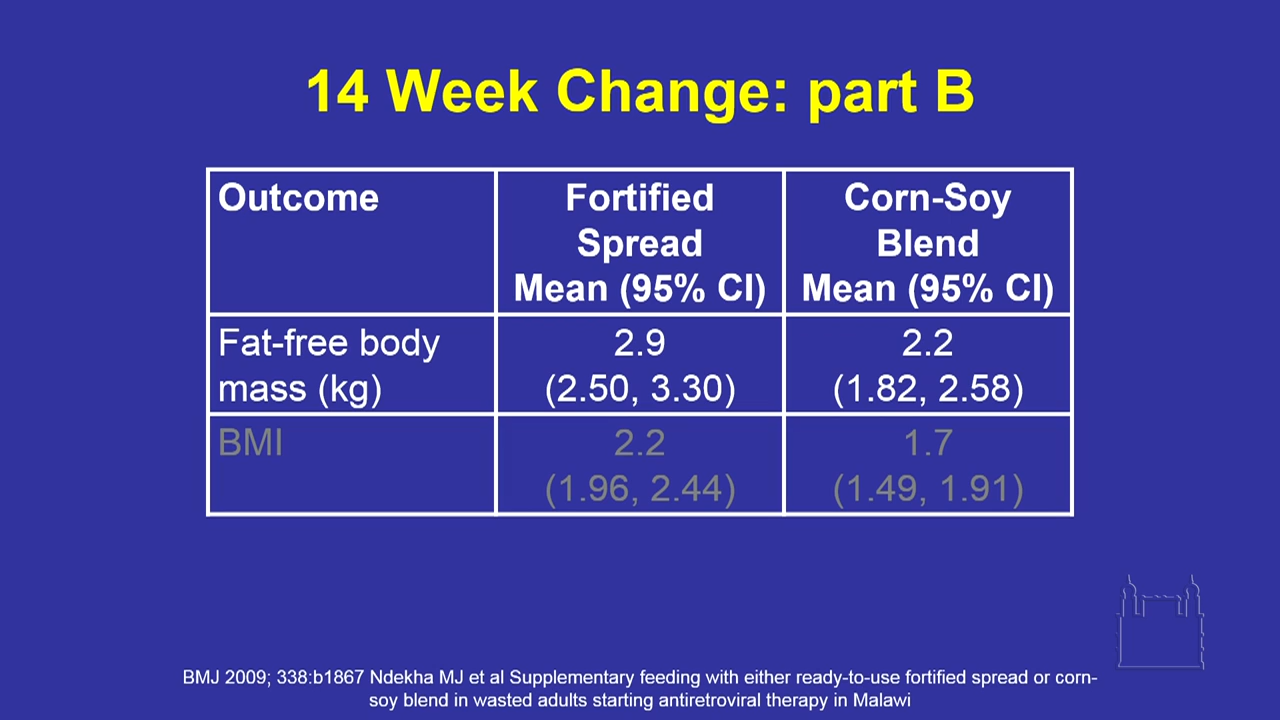 14 Week Change: part B
Outcome
Fortified
Spread
Mean (95% CI)
Corn-Soy
Blend
Mean (95% CI)
Fat-free body
mass (kg)
2.9
(2.50, 3.30)
2.2
(1.82, 2.58)
BMI
2.2
(1.96, 2.44)
1.7
(1.49, 1.91)
BMJ 2009; 338:b1867 Ndekha MJ et al Supplementary feeding with either ready-to-use fortified spread or corn-
soy blend in wasted adults starting antiretroviral therapy in Malawi